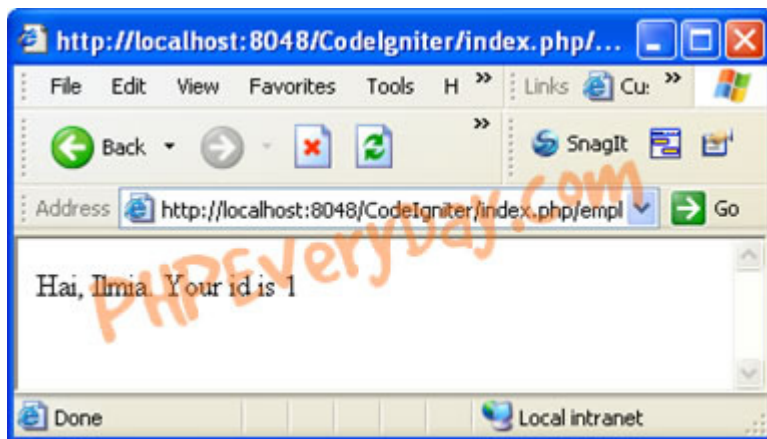 http://localhost:8048/CodeIgniter/index.php/...
File Edit View Favorites Tools H » Links Cu: »
Back » SnagIt
Address http://localhost:8048/CodeIgniter/index.php/empl Go
Hai, Ilmia. Your id is 1
PHPEveryDay.com
Done Local intranet